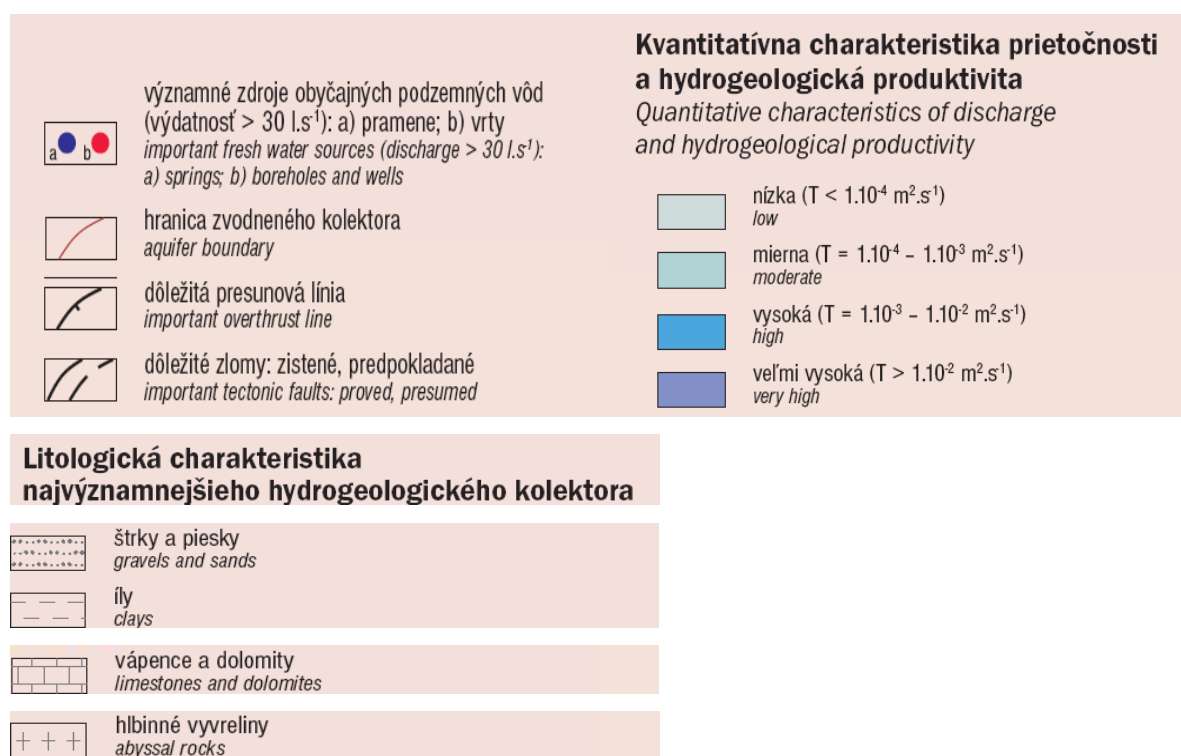 významné zdroje obyčajných podzemných vôd
(výdatnosť > 30 l.s-1): a) pramene; b) vrty
important fresh water sources (discharge > 30 l.s-1):
a) springs; b) boreholes and wells
a b
hranica zvodneného kolektora
aquifer boundary
dôležitá presunová línia
important overthrust line
dôležité zlomy: zistené, predpokladané
important tectonic faults: proved, presumed
Kvantitatívna charakteristika prietočnosti
a hydrogeologická produktivita
Quantitative characteristics of discharge
and hydrogeological productivity
nízka (T < 1.10-4 m2.s-1)
low
mierna (T = 1.10-4 – 1.10-3 m2.s-1)
moderate
vysoká (T = 1.10-3 – 1.10-2 m2.s-1)
high
veľmi vysoká (T > 1.10-2 m2.s-1)
very high
Litologická charakteristika
najvýznamnejšieho hydrogeologického kolektora
štrky a piesky
gravels and sands
íly
clays
vápence a dolomity
limestones and dolomites
hlbinné vyvreliny
abyssal rocks